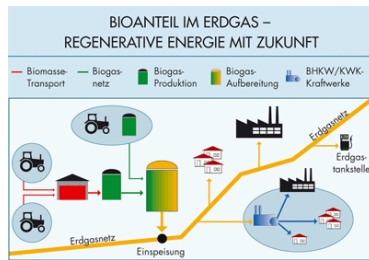 BIOANTEIL IM ERDGAS –
REGENERATIVE ENERGIE MIT ZUKUNFT
Biomasse-
Transport
Biogas-
netz
Biogas-
Produktion
Biogas-
Aufbereitung
BHKW/KWK-
Kraftwerke
Erdgasnetz
Erdgas-
tankstelle
Erdgasnetz
Einspeisung